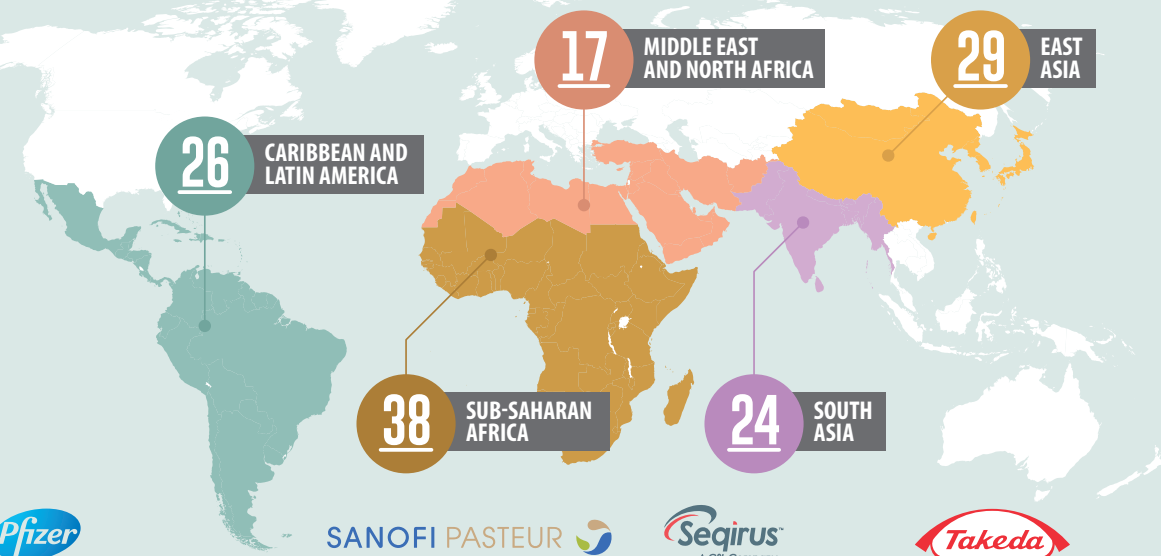 17
MIDDLE EAST
AND NORTH AFRICA
29
EAST
ASIA
26
CARIBBEAN AND
LATIN AMERICA
38
SUB-SAHARAN
AFRICA
24
SOUTH
ASIA
Pfizer
SANOFI PASTEUR
Seqirus™
Takeda